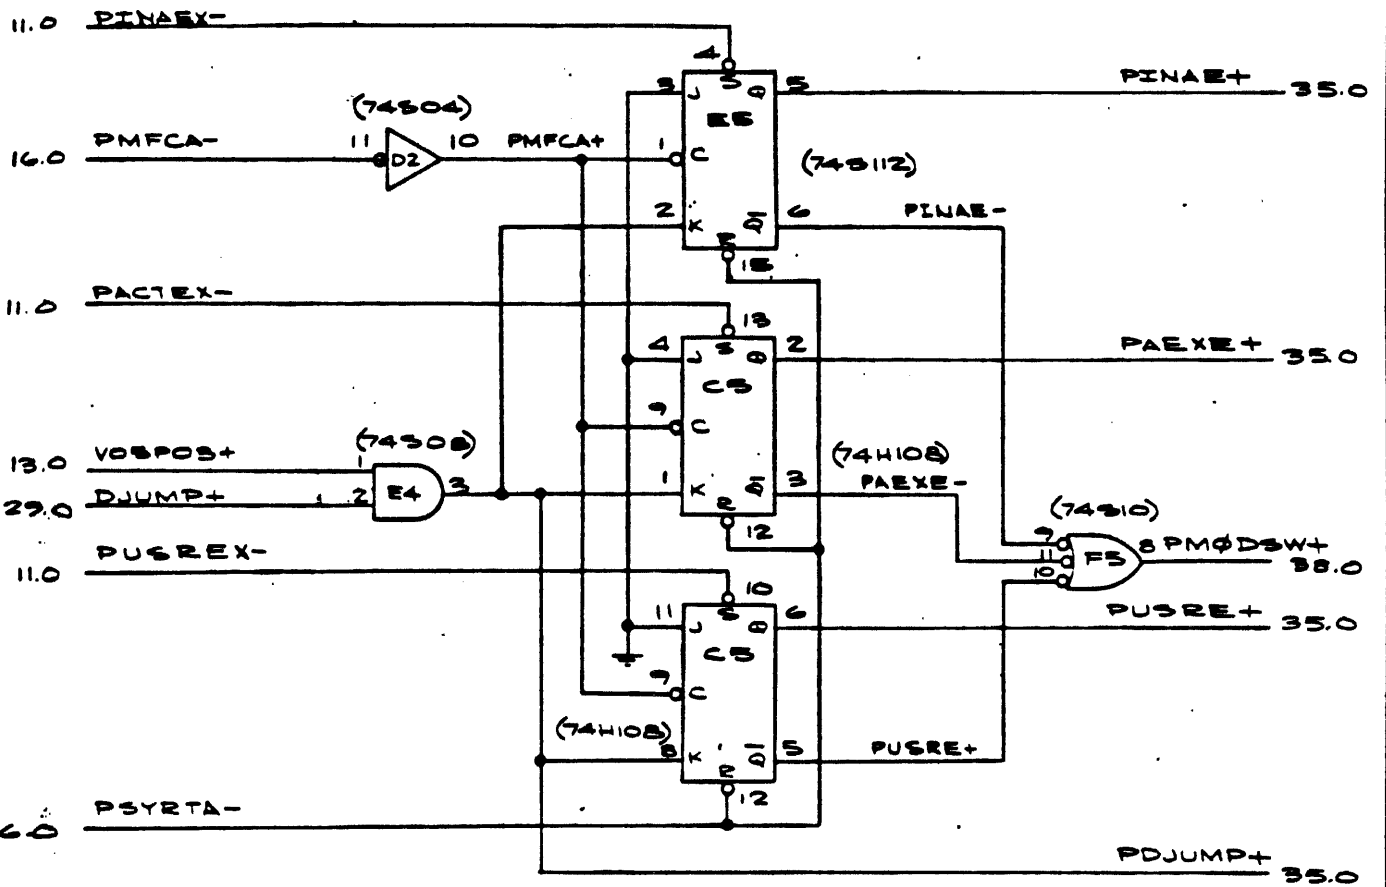 11.0 PINAEX-
4
3 J S Q 5 PINAE+ 35.0
E5
(74S04)
16.0 PMFCA- 11 D2 10 PMFCA+ 1 C (74S112)
2 K R Q 6 PINAE-
15
11.0 PACTEX-
13
4 J S Q 2 PAEXE+ 35.0
C5
9 C
(74S08) (74H108)
13.0 VOSPOS+ 1
29.0 DJUMP+ 2 E4 3 1 K R Q 3 PAEXE-
12
(74S10)
11.0 PUSREX- 10
9 11 10 F5 8 PMØDSW+ 38.0
11 J S Q 6 PUSRE+ 35.0
C5
9 C
(74H108)
8 K R Q 5 PUSRE+
12
6.0 PSYRTA-
PDJUMP+ 35.0